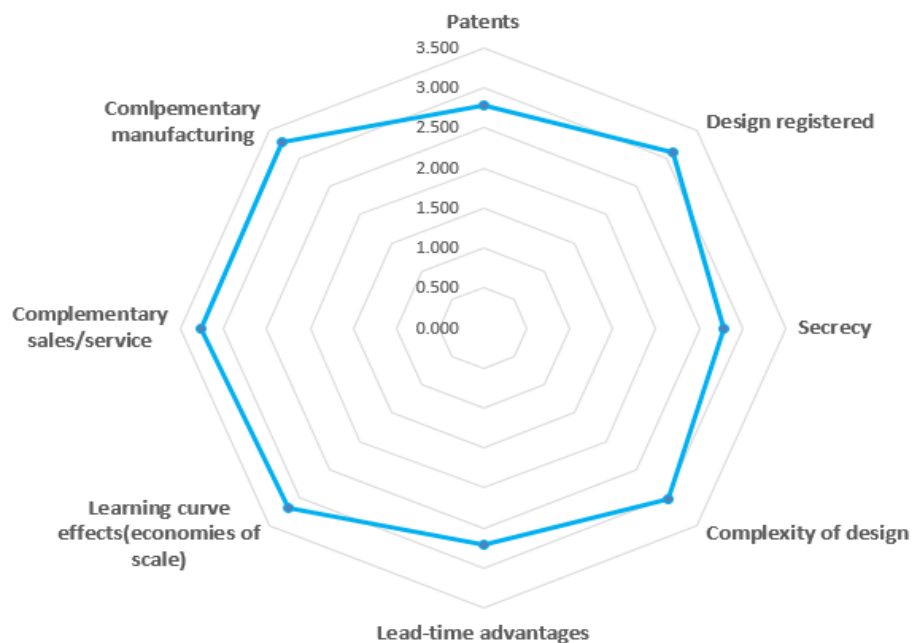 Patents
3.500
3.000
2.500
2.000
1.500
1.000
0.500
0.000
Comlpementary
manufacturing
Design registered
Complementary
sales/service
Secrecy
Learning curve
effects(economies of
scale)
Complexity of design
Lead-time advantages